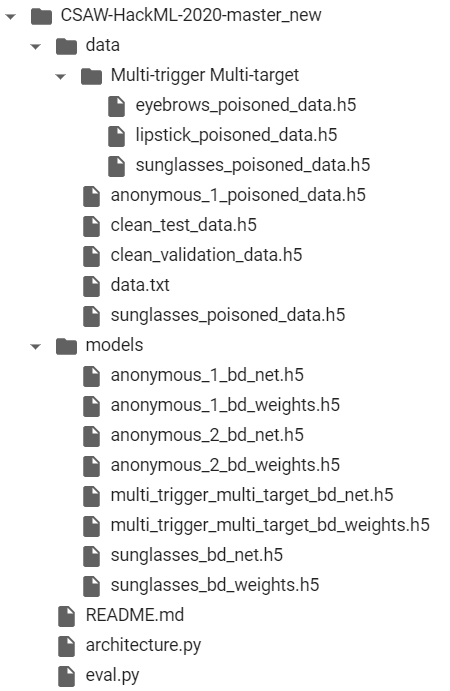 CSAW-HackML-2020-master_new
data
Multi-trigger Multi-target
eyebrows_poisoned_data.h5
lipstick_poisoned_data.h5
sunglasses_poisoned_data.h5
anonymous_1_poisoned_data.h5
clean_test_data.h5
clean_validation_data.h5
data.txt
sunglasses_poisoned_data.h5
models
anonymous_1_bd_net.h5
anonymous_1_bd_weights.h5
anonymous_2_bd_net.h5
anonymous_2_bd_weights.h5
multi_trigger_multi_target_bd_net.h5
multi_trigger_multi_target_bd_weights.h5
sunglasses_bd_net.h5
sunglasses_bd_weights.h5
README.md
architecture.py
eval.py